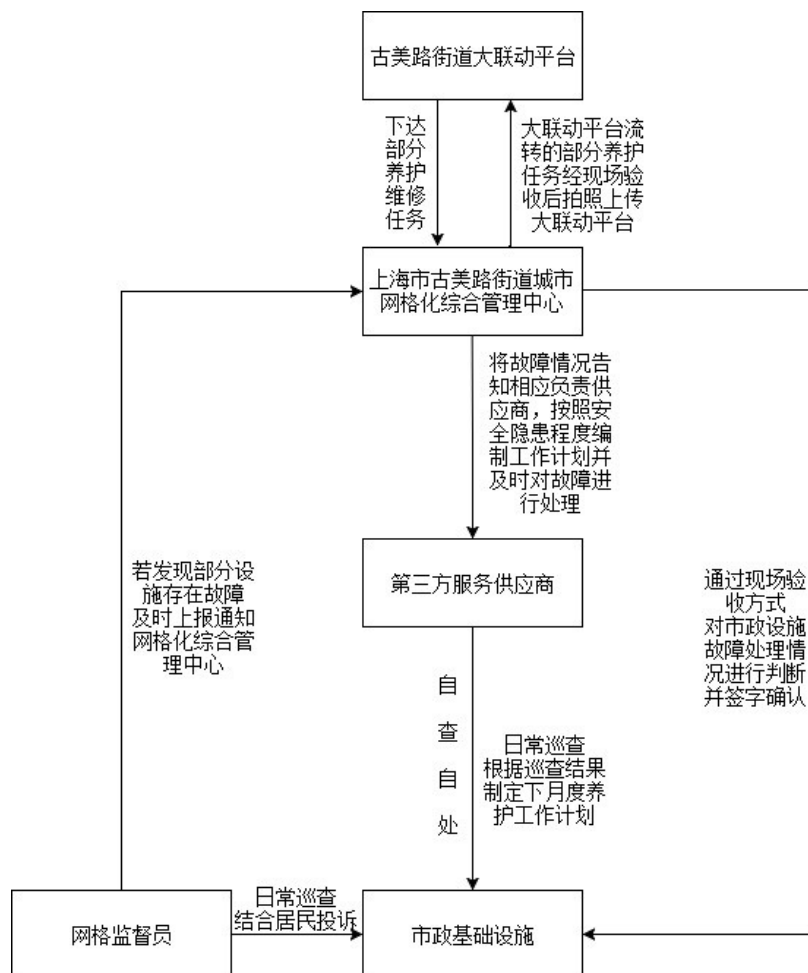 古美路街道大联动平台
下达
部分
养护
维修
任务
大联动平台流
转的部分养护
任务经现场验
收后拍照上传
大联动平台
上海市古美路街道城市
网格化综合管理中心
将故障情况告
知相应负责供
应商，按照安
全隐患程度编
制工作计划并
及时对故障进
行处理
若发现部分设
施存在故障
及时上报通知
网格化综合管
理中心
第三方服务供应商
通过现场验
收方式
对市政设施
故障处理情
况进行判断
并签字确认
自
查
自
处
日常巡查
根据巡查结果
制定下月度养
护工作计划
网格监督员
日常巡查
结合居民投诉
市政基础设施